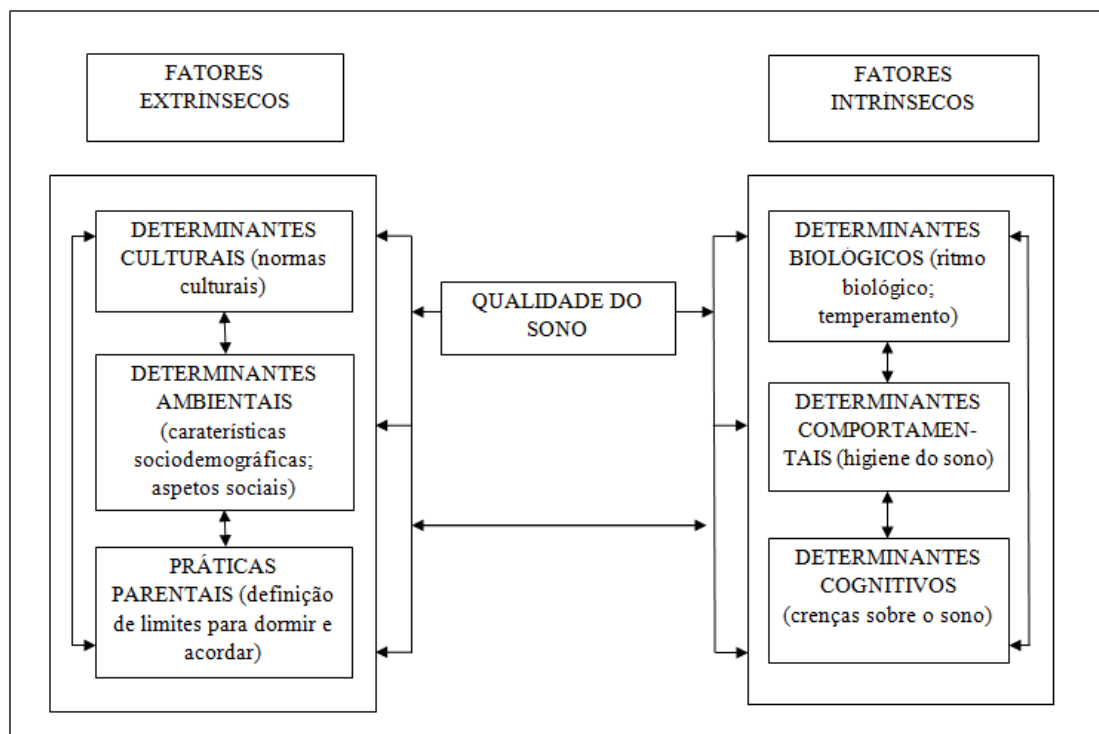 FATORES
EXTRÍNSECOS
DETERMINANTES
CULTURAIS (normas
culturais)
DETERMINANTES
AMBIENTAIS
(caraterísticas
sociodemográficas;
aspetos sociais)
PRÁTICAS
PARENTAIS (definição
de limites para dormir e
acordar)
QUALIDADE DO
SONO
FATORES
INTRÍNSECOS
DETERMINANTES
BIOLÓGICOS (ritmo
biológico;
temperamento)
DETERMINANTES
COMPORTAMEN-
TAIS (higiene do sono)
DETERMINANTES
COGNITIVOS
(crenças sobre o sono)